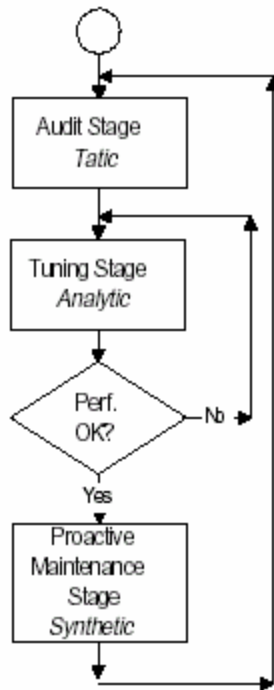 Audit Stage
Tatic
Tuning Stage
Analytic
Perf.
OK?
No
Yes
Proactive
Maintenance
Stage
Synthetic